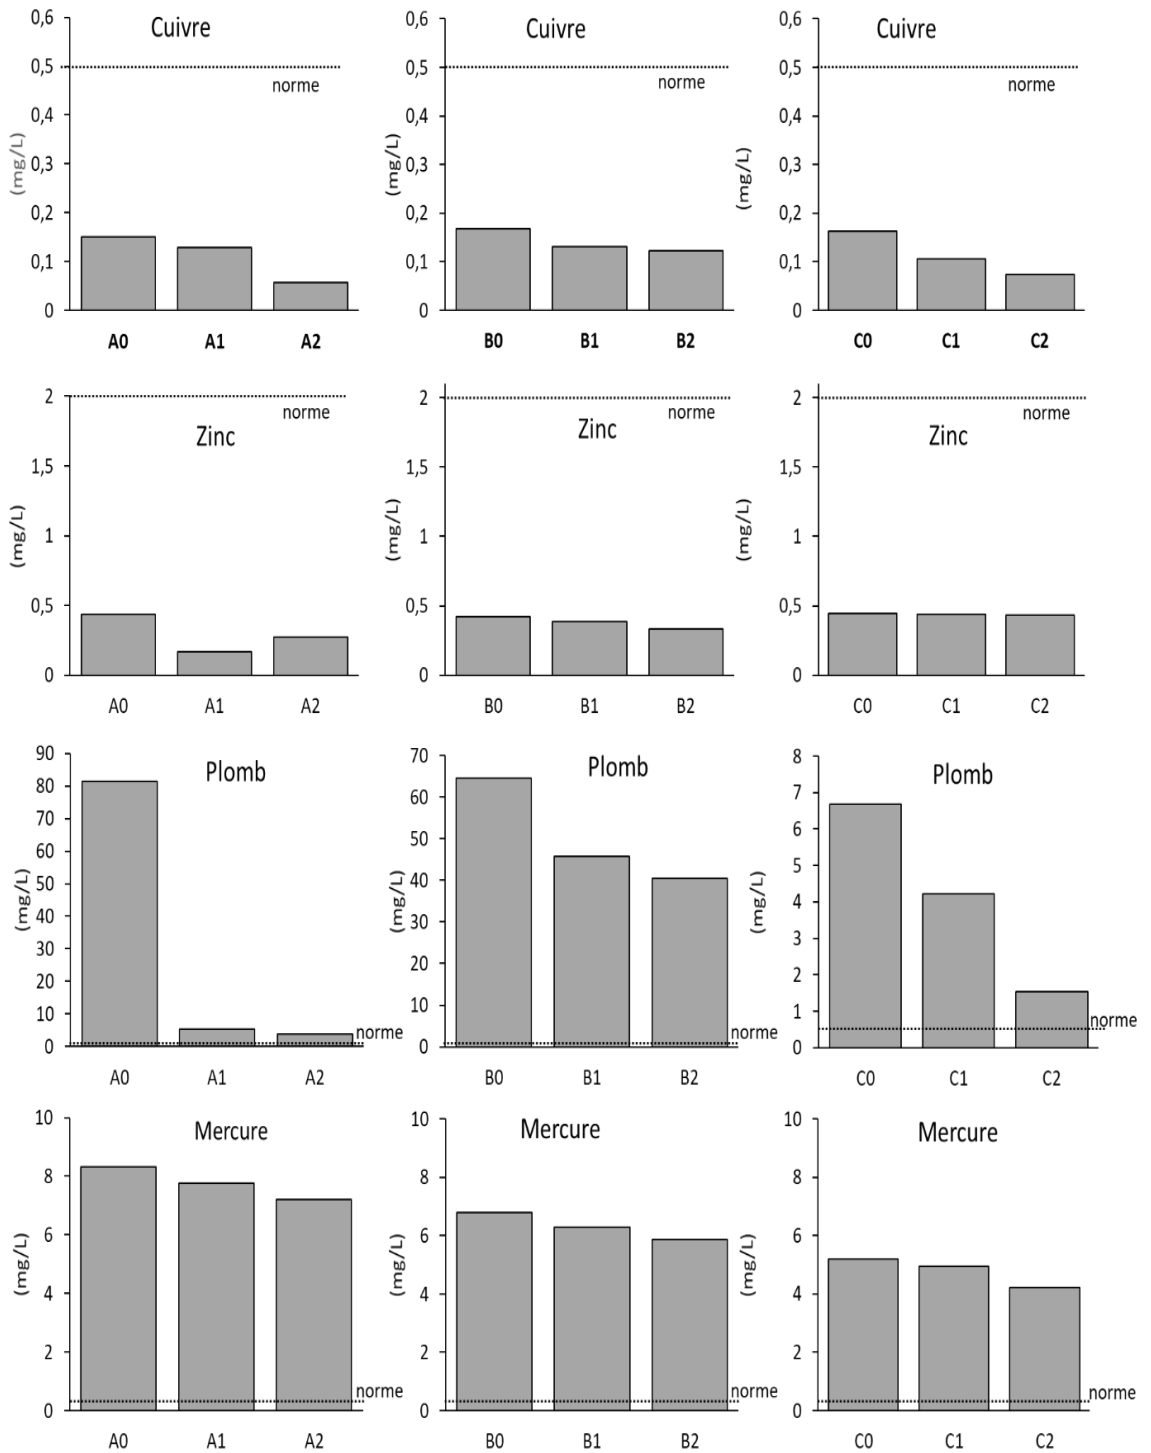 Cuivre
0,6
0,5
norme
0,4
0,3
0,2
0,1
0
(mg/L)
A0 A1 A2
Cuivre
0,6
0,5
norme
0,4
0,3
0,2
0,1
0
(mg/L)
B0 B1 B2
Cuivre
0,6
0,5
norme
0,4
0,3
0,2
0,1
0
(mg/L)
C0 C1 C2
2
norme
Zinc
1,5
1
0,5
0
(mg/L)
A0 A1 A2
2
norme
Zinc
1,5
1
0,5
0
(mg/L)
B0 B1 B2
2
norme
Zinc
1,5
1
0,5
0
(mg/L)
C0 C1 C2
90
Plomb
80
70
60
50
40
30
20
10
norme
0
(mg/L)
A0 A1 A2
70
Plomb
60
50
40
30
20
10
norme
0
(mg/L)
B0 B1 B2
8
Plomb
7
6
5
4
3
2
1
norme
0
(mg/L)
C0 C1 C2
10
Mercure
8
6
4
2
norme
0
(mg/L)
A0 A1 A2
10
Mercure
8
6
4
2
norme
0
(mg/L)
B0 B1 B2
10
Mercure
8
6
4
2
norme
0
(mg/L)
C0 C1 C2